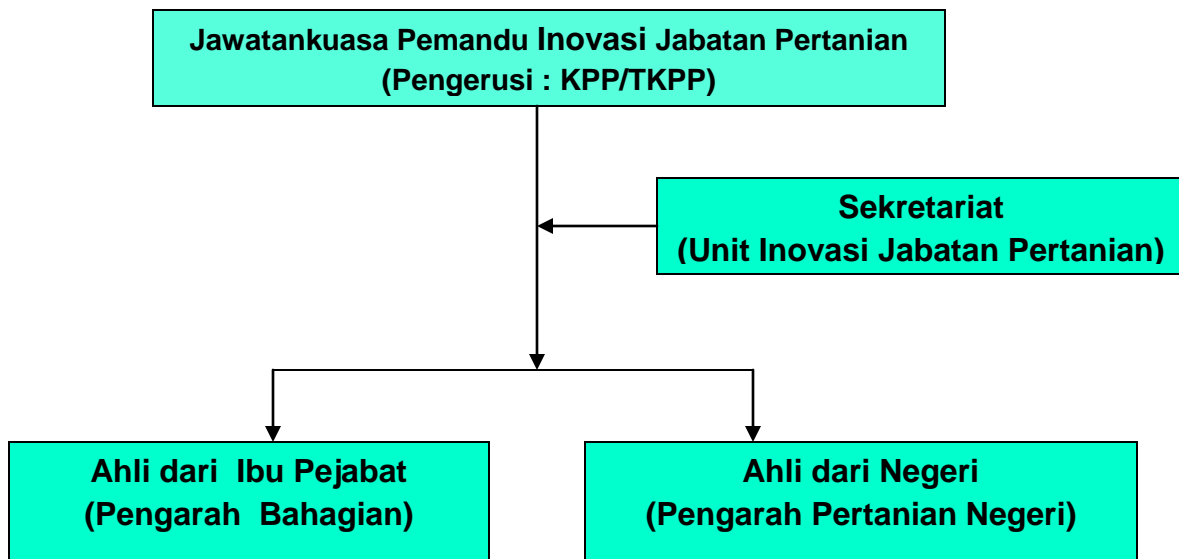 Jawatankuasa Pemandu Inovasi Jabatan Pertanian
(Pengerusi : KPP/TKPP)
Sekretariat
(Unit Inovasi Jabatan Pertanian)
Ahli dari Ibu Pejabat
(Pengarah Bahagian)
Ahli dari Negeri
(Pengarah Pertanian Negeri)